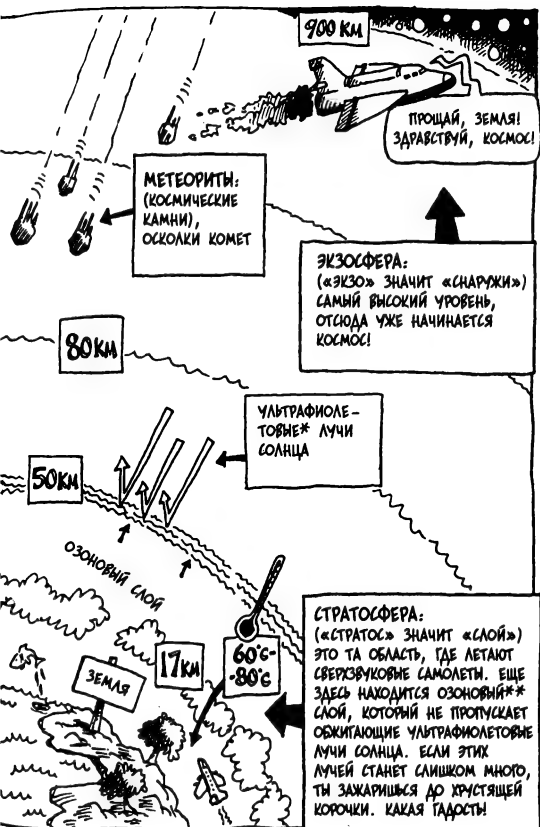 900 КМ
ПРОЩАЙ, ЗЕМЛЯ!
ЗДРАВСТВУЙ, КОСМОС!
МЕТЕОРИТЫ:
(КОСМИЧЕСКИЕ
КАМНИ),
ОСКОЛКИ КОМЕТ
ЭКЗОСФЕРА:
(«ЭКЗО» ЗНАЧИТ «СНАРУЖИ»)
САМЫЙ ВЫСОКИЙ УРОВЕНЬ,
ОТСЮДА УЖЕ НАЧИНАЕТСЯ
КОСМОС!
80КМ
УЛЬТРАФИОЛЕ–
ТОВЫЕ* ЛУЧИ
СОЛНЦА
50КМ
ОЗОНОВЫЙ СЛОЙ
СТРАТОСФЕРА:
(«СТРАТОС» ЗНАЧИТ «СЛОЙ»)
ЭТО ТА ОБЛАСТЬ, ГДЕ ЛЕТАЮТ
СВЕРХЗВУКОВЫЕ САМОЛЕТЫ. ЕЩЕ
ЗДЕСЬ НАХОДИТСЯ ОЗОНОВЫЙ**
СЛОЙ, КОТОРЫЙ НЕ ПРОПУСКАЕТ
ОБЖИГАЮЩИЕ УЛЬТРАФИОЛЕТОВЫЕ
ЛУЧИ СОЛНЦА. ЕСЛИ ЭТИХ
ЛУЧЕЙ СТАНЕТ СЛИШКОМ МНОГО,
ТЫ ЗАЖАРИШЬСЯ ДО ХРУСТЯЩЕЙ
КОРОЧКИ. КАКАЯ ГАДОСТЬ!
17КМ
60°С-
-80°С
ЗЕМЛЯ